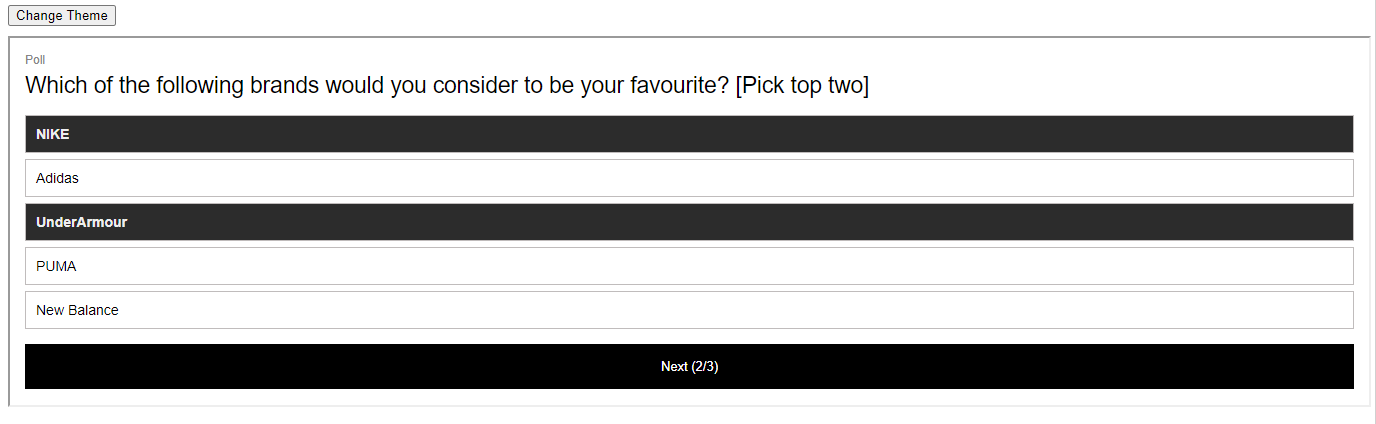 Change Theme
Poll
Which of the following brands would you consider to be your favourite? [Pick top two]
NIKE
Adidas
UnderArmour
PUMA
New Balance
Next (2/3)